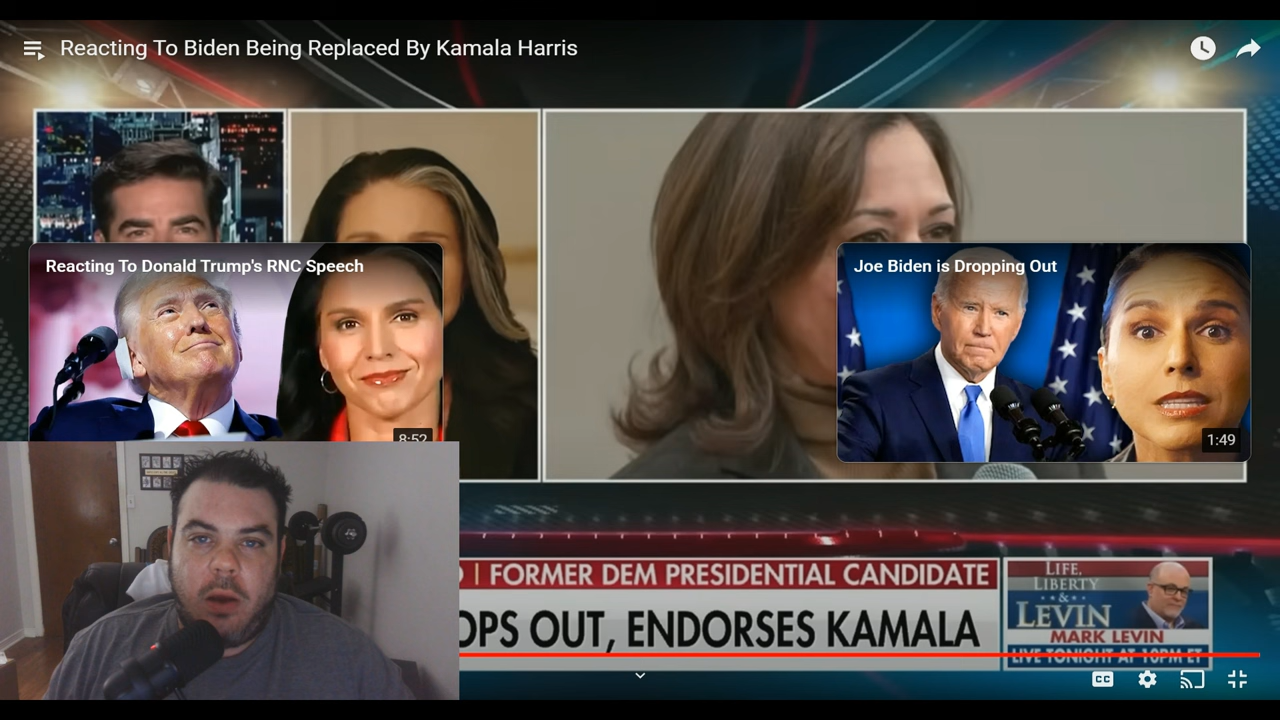 Reacting To Biden Being Replaced By Kamala Harris
Reacting To Donald Trump's RNC Speech
8:52
Joe Biden is Dropping Out
1:49
FORMER DEM PRESIDENTIAL CANDIDATE
OPS OUT, ENDORSES KAMALA
LIFE,
LIBERTY
&
LEVIN
MARK LEVIN
LIVE TONIGHT AT 10PM ET
CC